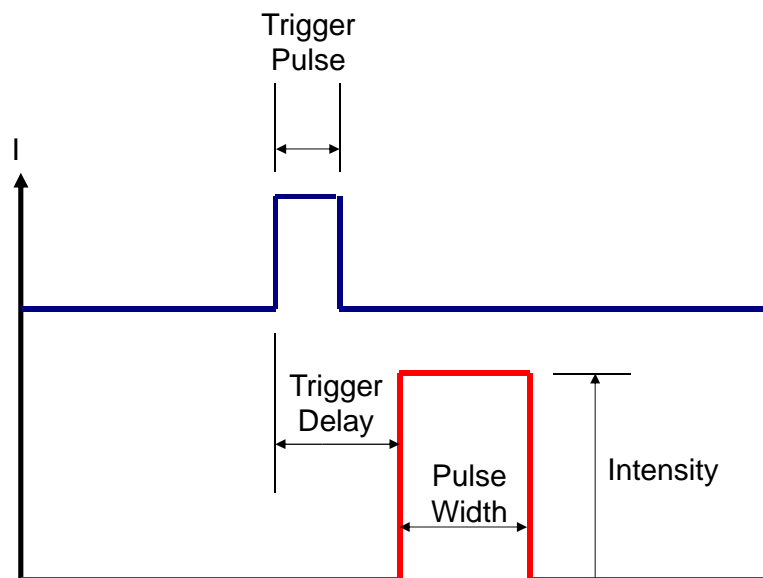 Trigger
Pulse
I
Trigger
Delay
Pulse
Width
Intensity